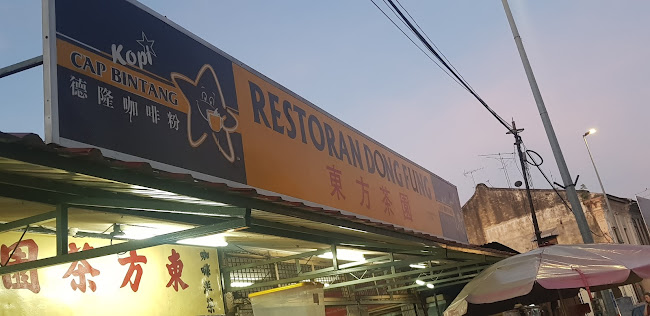 Kopi
CAP BINTANG
德隆咖啡粉
RESTORAN DONG FUNG
東方茶園
園茶方東